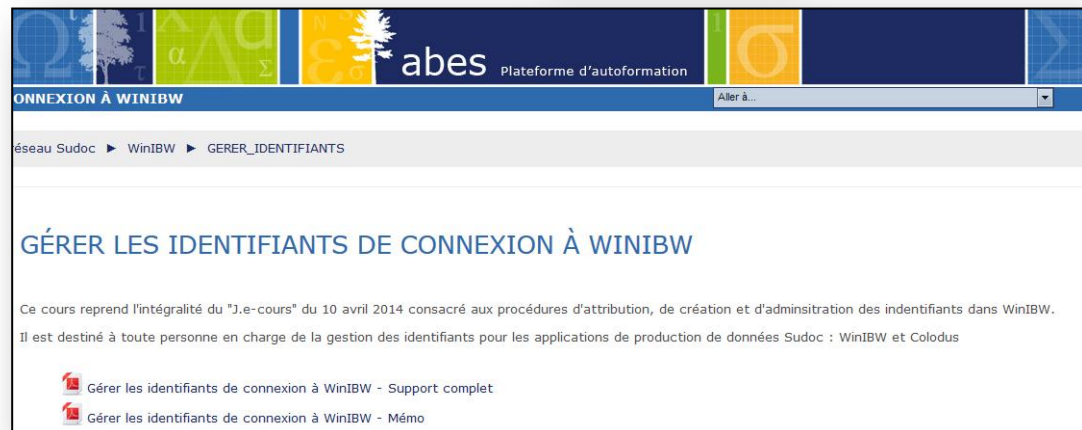 abes Plateforme d'autoformation
ONNEXION À WINIBW
Aller à...
éseau Sudoc ► WinIBW ► GERER_IDENTIFIANTS
GÉRER LES IDENTIFIANTS DE CONNEXION À WINIBW
Ce cours reprend l'intégralité du "J.e-cours" du 10 avril 2014 consacré aux procédures d'attribution, de création et d'adminsitration des indentifiants dans WinIBW.
Il est destiné à toute personne en charge de la gestion des identifiants pour les applications de production de données Sudoc : WinIBW et Colodus
Gérer les identifiants de connexion à WinIBW - Support complet
Gérer les identifiants de connexion à WinIBW - Mémo